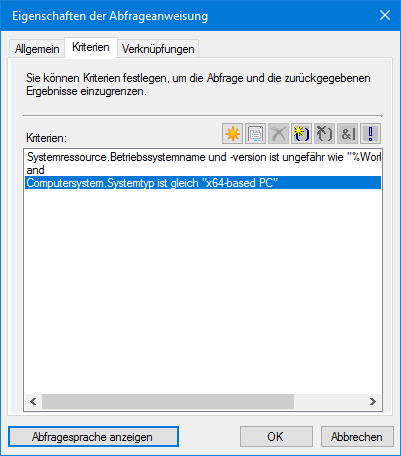 Eigenschaften der Abfrageanweisung
Allgemein Kriterien Verknüpfungen
Sie können Kriterien festlegen, um die Abfrage und die zurückgegebenen
Ergebnisse einzugrenzen.
Kriterien:
Systemressource.Betriebssystemname und -version ist ungefähr wie "%Worl
and
Computersystem.Systemtyp ist gleich "x64-based PC"
Abfragesprache anzeigen OK Abbrechen